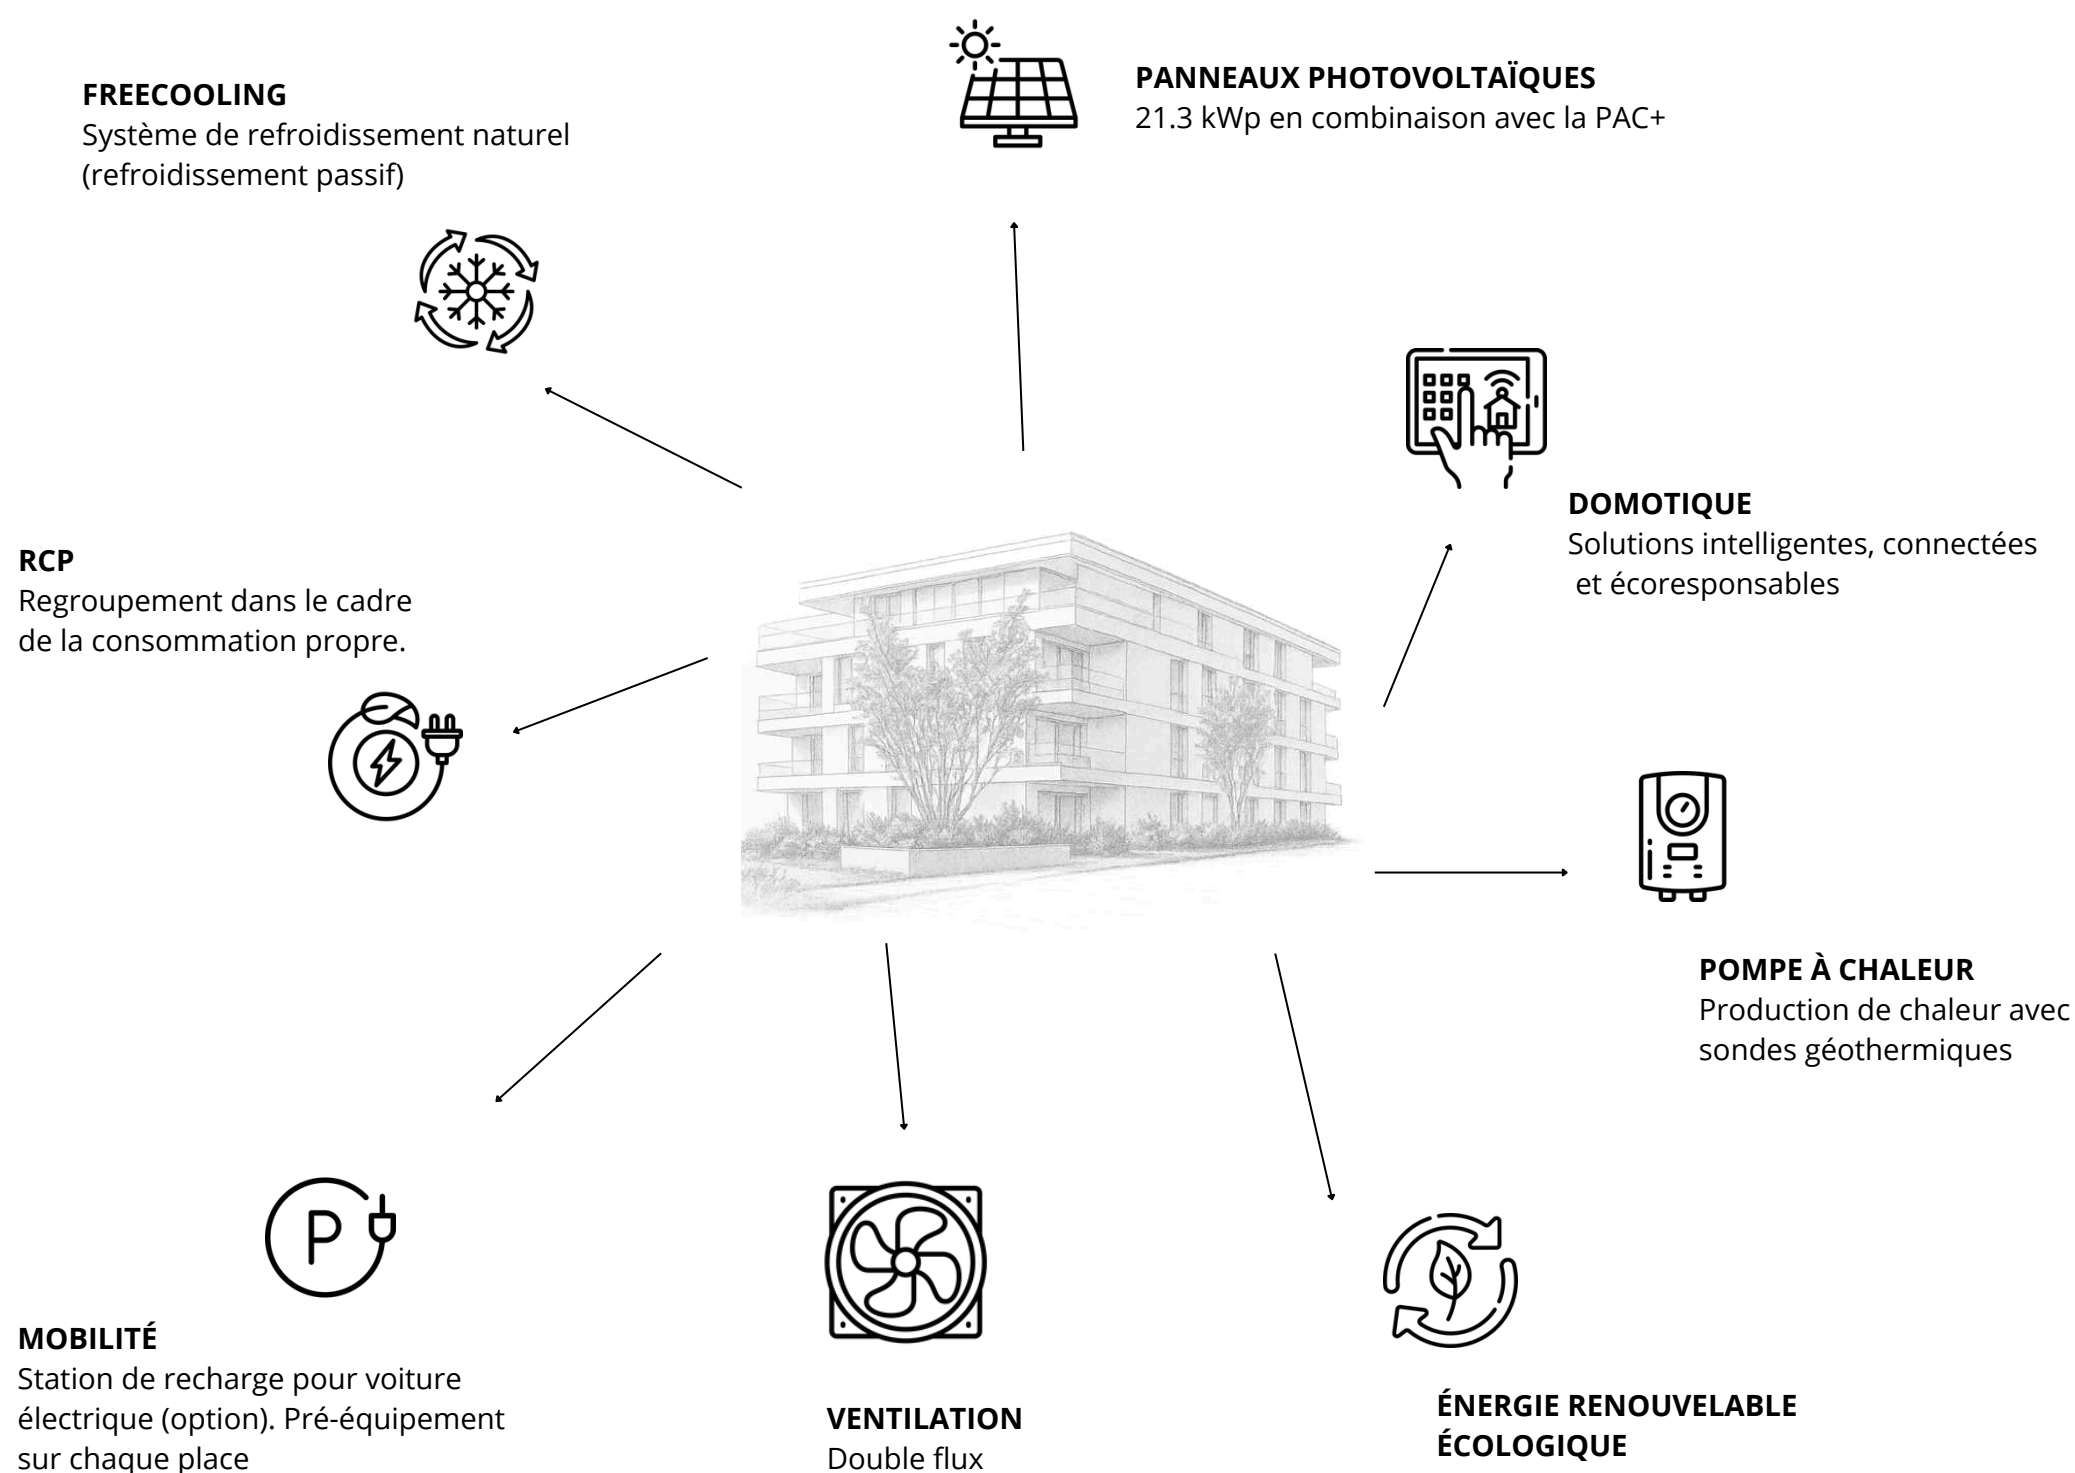 PANNEAUX PHOTOVOLTAÏQUES
21.3 kWp en combinaison avec la PAC+
FREECOOLING
Système de refroidissement naturel
(refroidissement passif)
DOMOTIQUE
Solutions intelligentes, connectées
et écoresponsables
RCP
Regroupement dans le cadre
de la consommation propre.
POMPE À CHALEUR
Production de chaleur avec
sondes géothermiques
P
MOBILITÉ
Station de recharge pour voiture
électrique (option). Pré-équipement
sur chaque place
VENTILATION
Double flux
ÉNERGIE RENOUVELABLE
ÉCOLOGIQUE